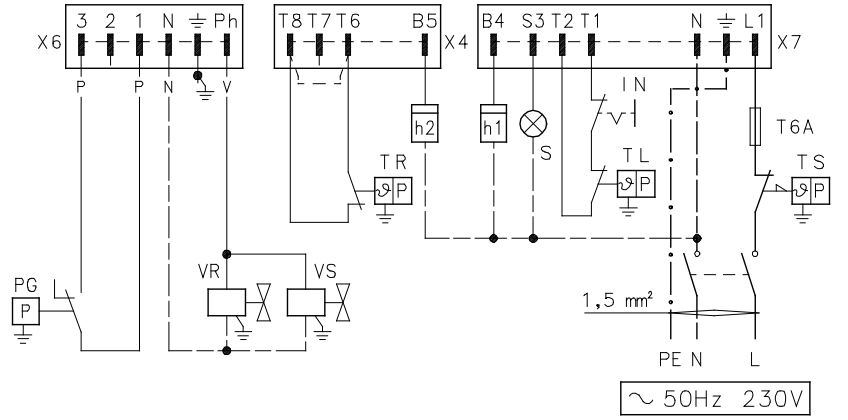 3 2 1 N Ph
T8 T7 T6 B5
B4 S3 T2 T1 N L1
X6
X4
X7
P P N V
IN
h2
h1
T6A
S
TR
TL
TS
ϑ P
ϑ P
ϑ P
VR
VS
PG
P
1,5 mm²
PE N L
~ 50Hz 230V